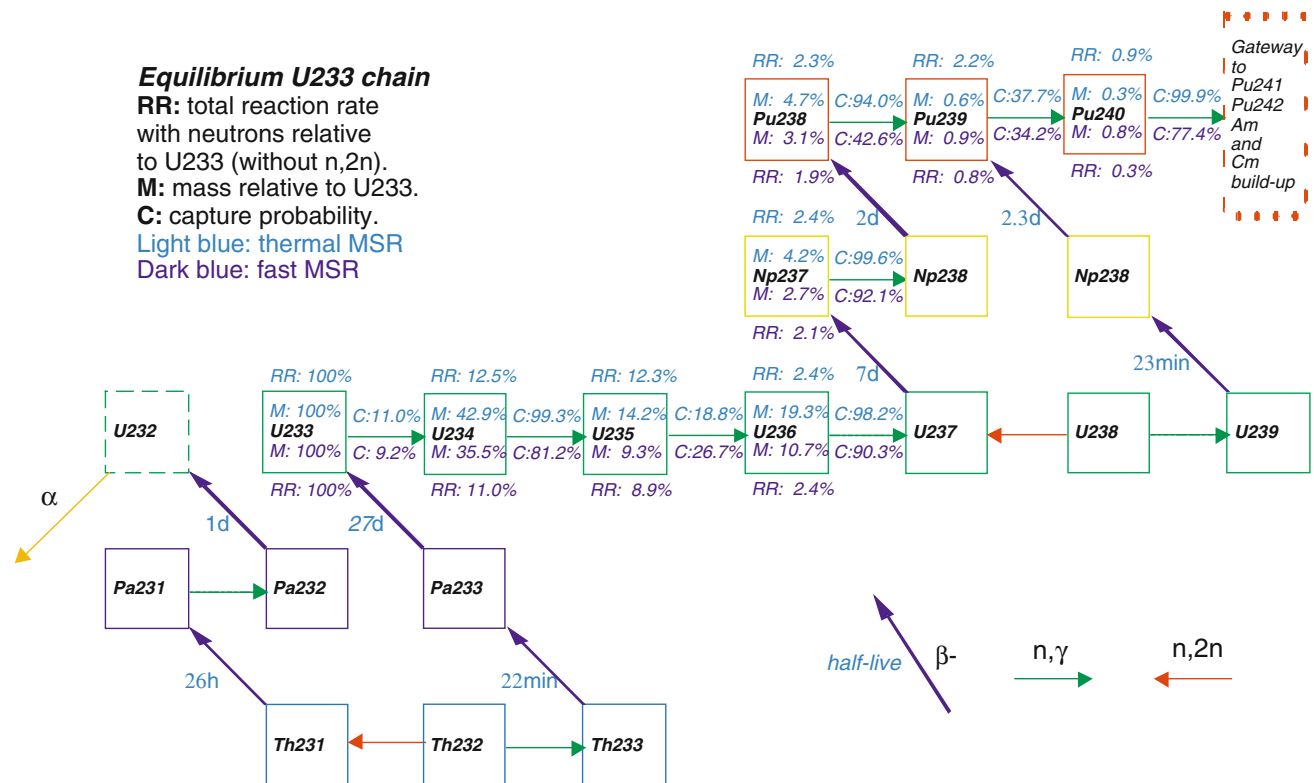 Equilibrium U233 chain
RR: total reaction rate
with neutrons relative
to U233 (without n,2n).
M: mass relative to U233.
C: capture probability.
Light blue: thermal MSR
Dark blue: fast MSR
RR: 2.3%
RR: 2.2%
RR: 0.9%
M: 4.7%
Pu238
M: 3.1%
C:94.0%
C:42.6%
M: 0.6%
Pu239
M: 0.9%
C:37.7%
C:34.2%
M: 0.3%
Pu240
M: 0.8%
C:99.9%
C:77.4%
RR: 1.9%
RR: 0.8%
RR: 0.3%
Gateway
to
Pu241
Pu242
Am
and
Cm
build-up
RR: 2.4%
2d
2.3d
M: 4.2%
Np237
M: 2.7%
C:99.6%
C:92.1%
Np238
Np238
RR: 2.1%
7d
23min
RR: 100%
RR: 12.5%
RR: 12.3%
RR: 2.4%
U232
M: 100%
U233
M: 100%
C:11.0%
C: 9.2%
M: 42.9%
U234
M: 35.5%
C:99.3%
C:81.2%
M: 14.2%
U235
M: 9.3%
C:18.8%
C:26.7%
M: 19.3%
U236
M: 10.7%
C:98.2%
C:90.3%
U237
U238
U239
RR: 100%
RR: 11.0%
RR: 8.9%
RR: 2.4%
α
1d
27d
Pa231
Pa232
Pa233
26h
22min
Th231
Th232
Th233
half-live
β-
n,γ
n,2n